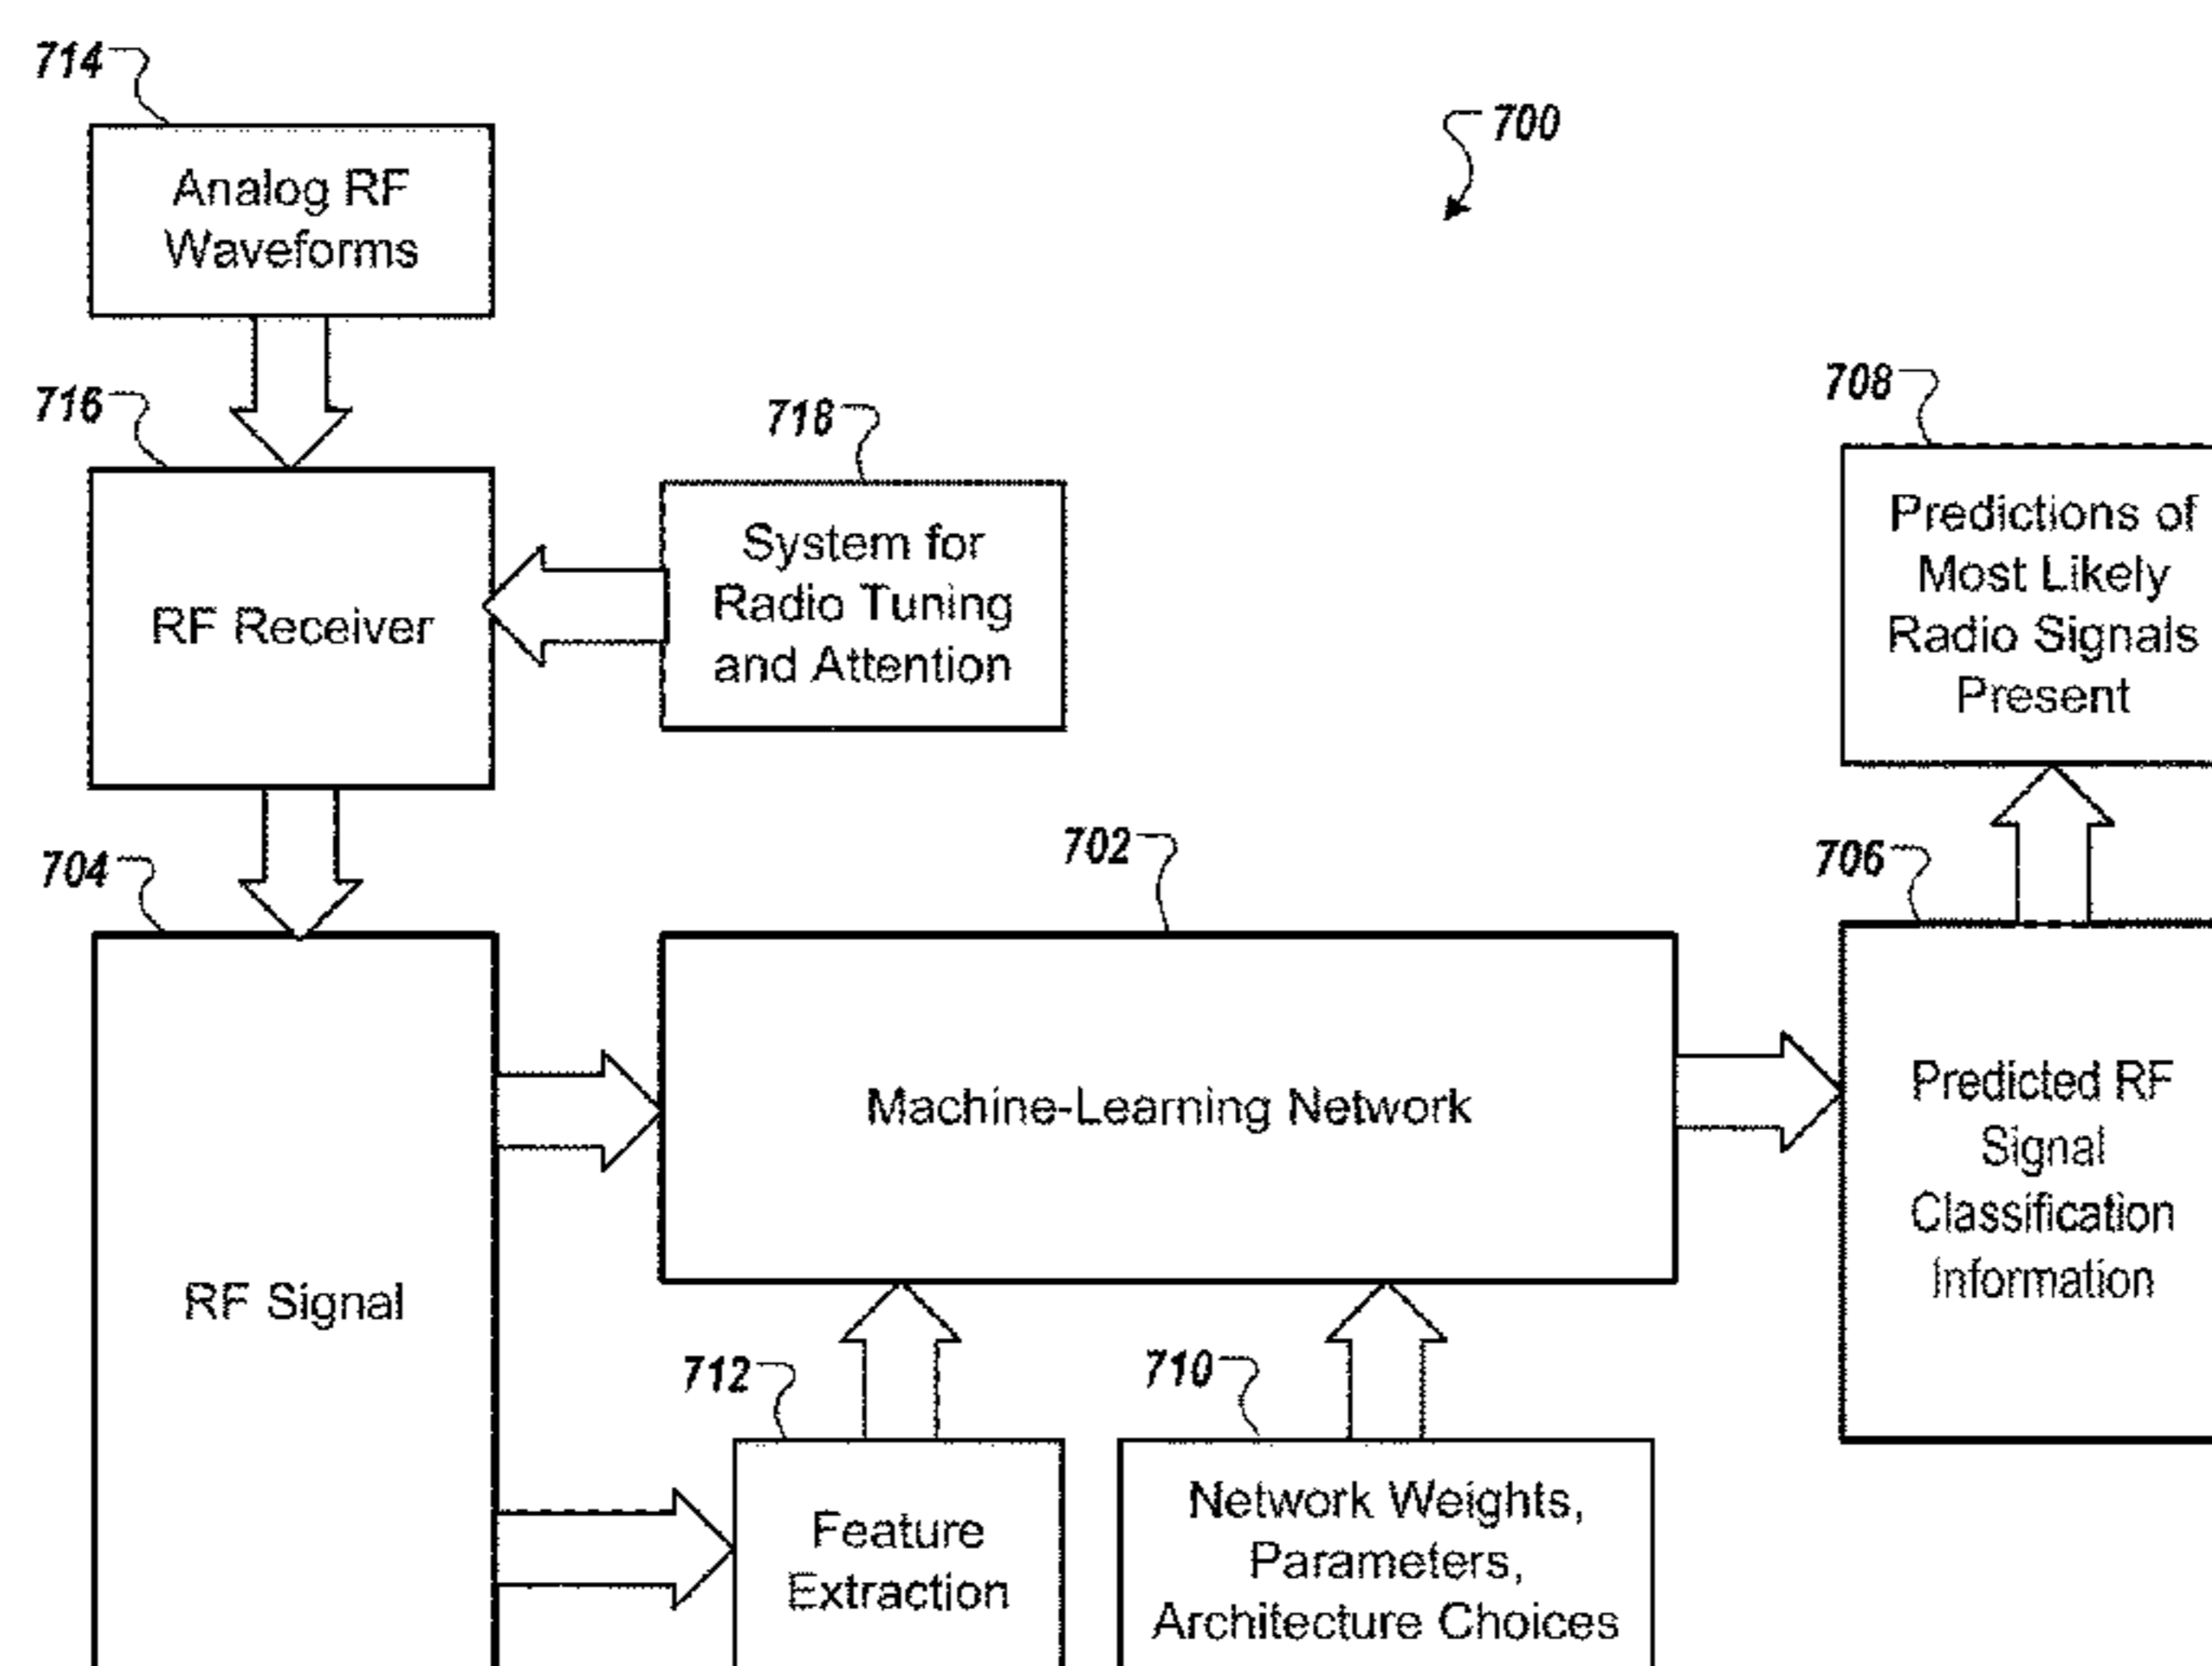 714
Analog RF
Waveforms
700
716
RF Receiver
718
System for
Radio Tuning
and Attention
708
Predictions of
Most Likely
Radio Signals
Present
704
RF Signal
702
Machine-Learning Network
706
Predicted RF
Signal
Classification
Information
712
Feature
Extraction
710
Network Weights,
Parameters,
Architecture Choices